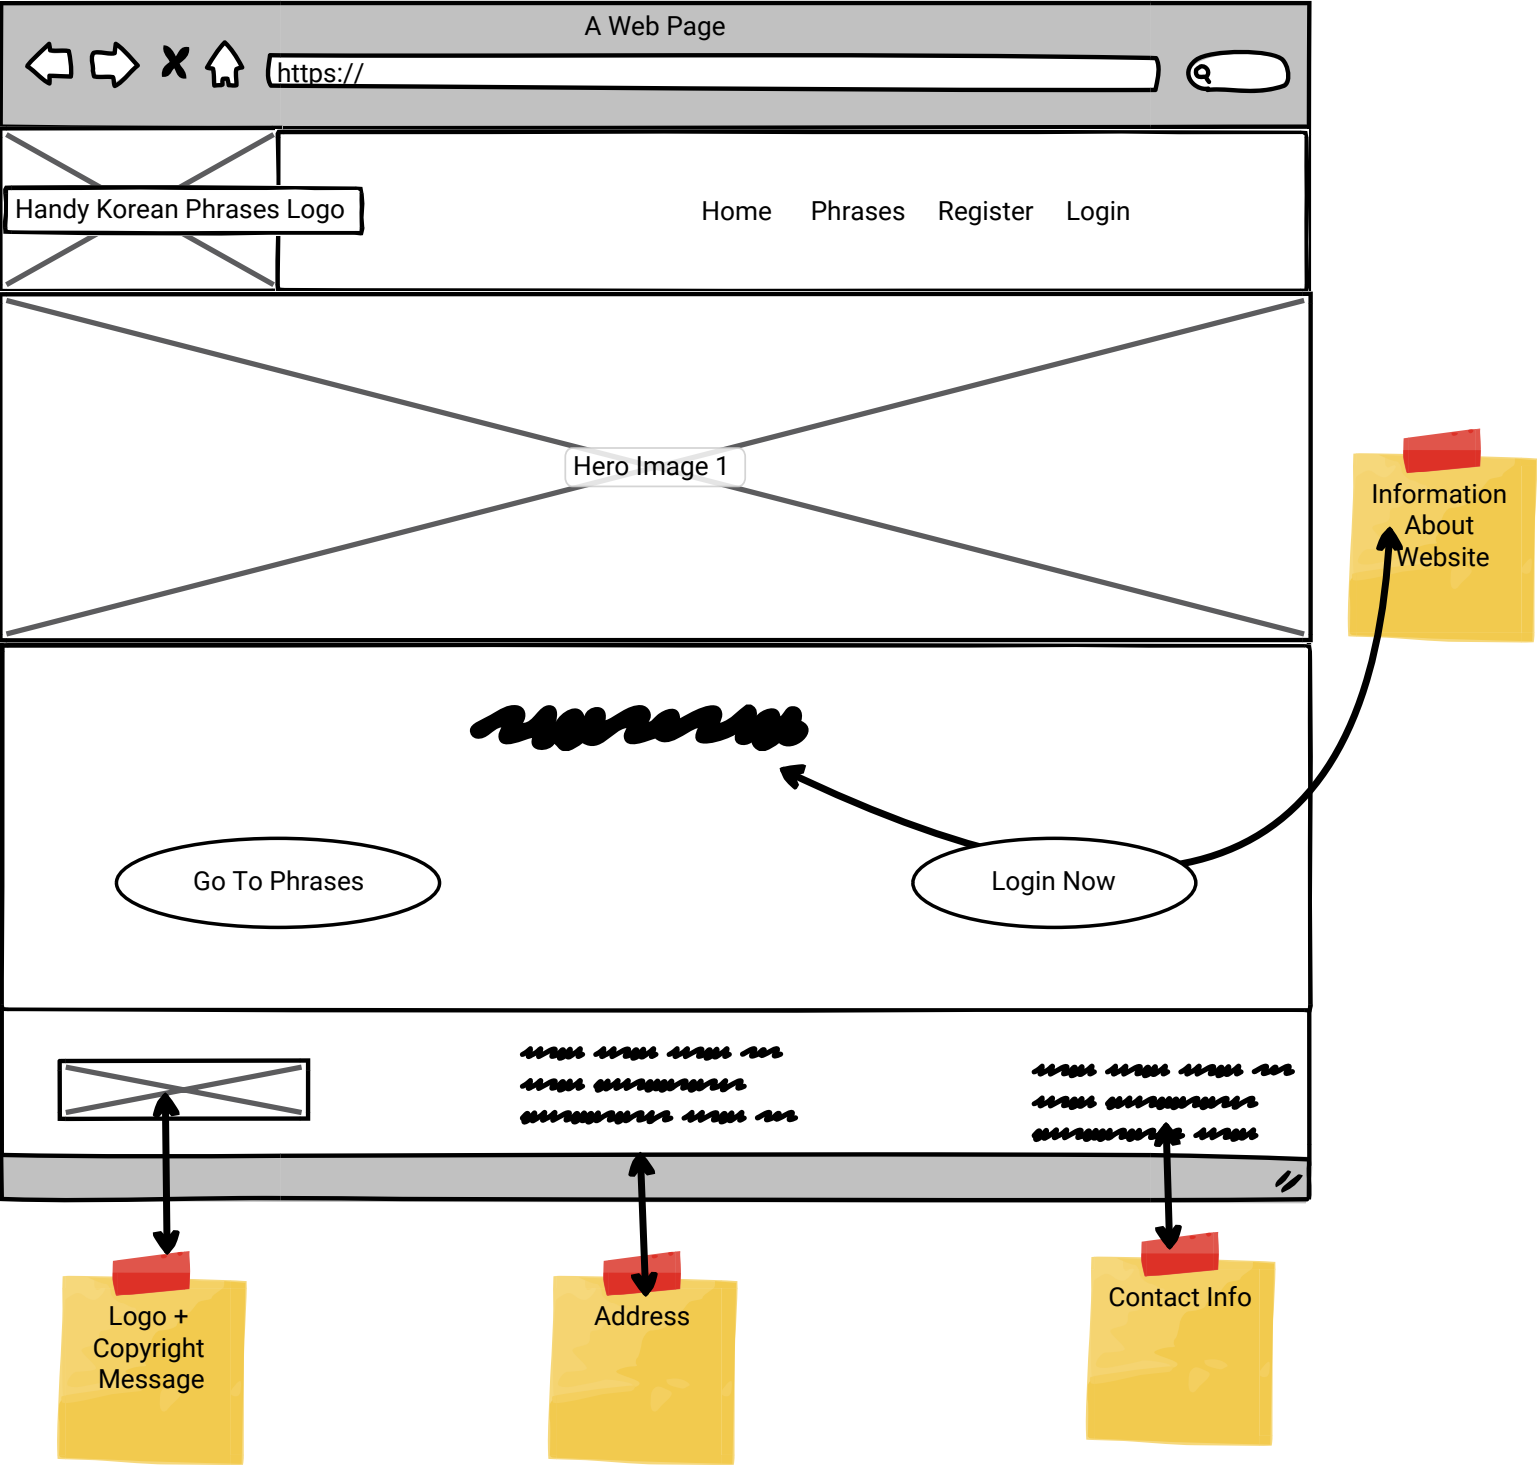 A Web Page
https://
Handy Korean Phrases Logo
Home Phrases Register Login
Hero Image 1
Information
About
Website
Go To Phrases
Login Now
Logo +
Copyright
Message
Address
Contact Info